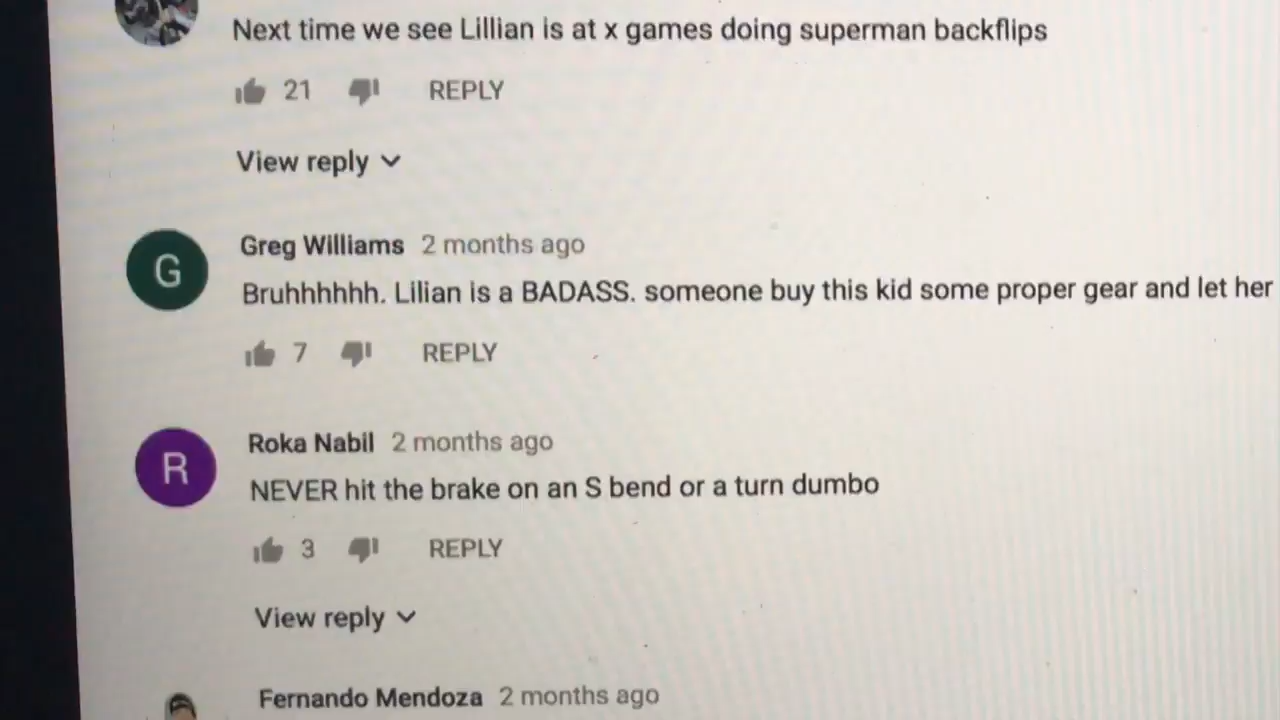 Next time we see Lillian is at x games doing superman backflips
21 REPLY
View reply
G
Greg Williams 2 months ago
Bruhhhhhh. Lilian is a BADASS. someone buy this kid some proper gear and let her
7 REPLY
R
Roka Nabil 2 months ago
NEVER hit the brake on an S bend or a turn dumbo
3 REPLY
View reply
Fernando Mendoza 2 months ago